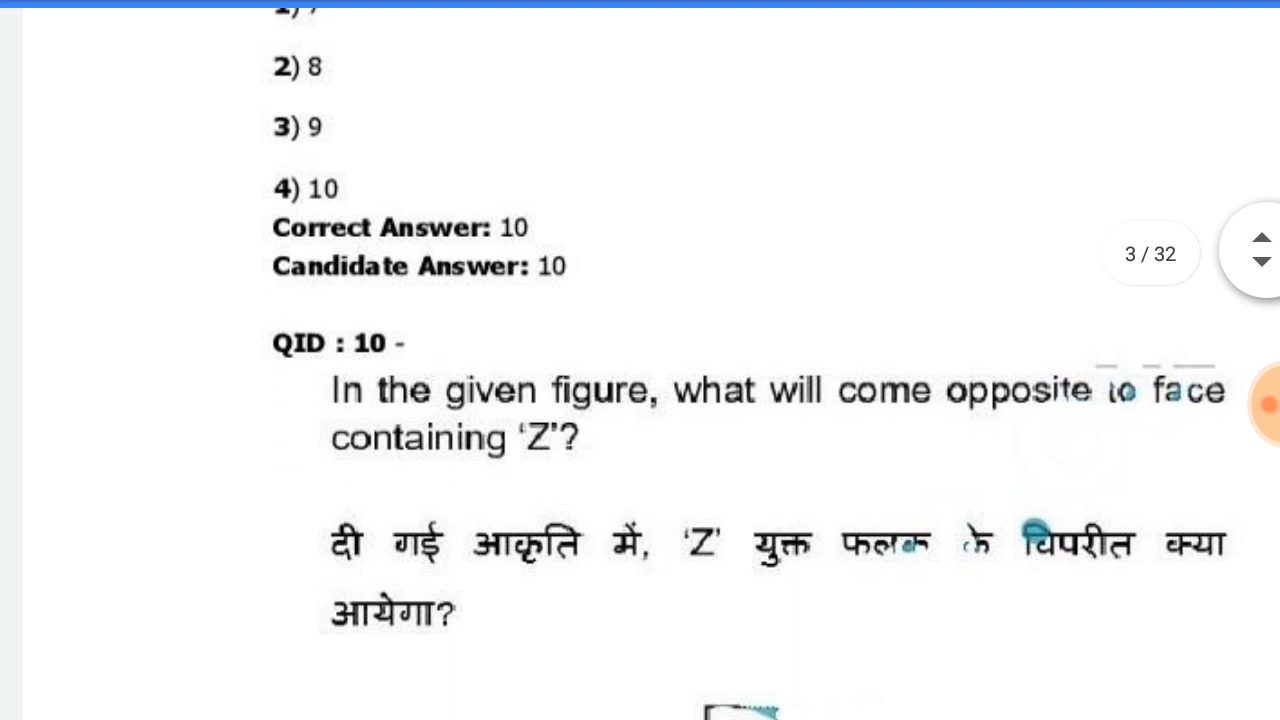 2) 8
3) 9
4) 10
Correct Answer: 10
Candidate Answer: 10
3 / 32
QID : 10 -
In the given figure, what will come opposite to face
containing ‘Z’?
दी गई आकृति में, ‘Z’ युक्त फलक के विपरीत क्या
आयेगा?